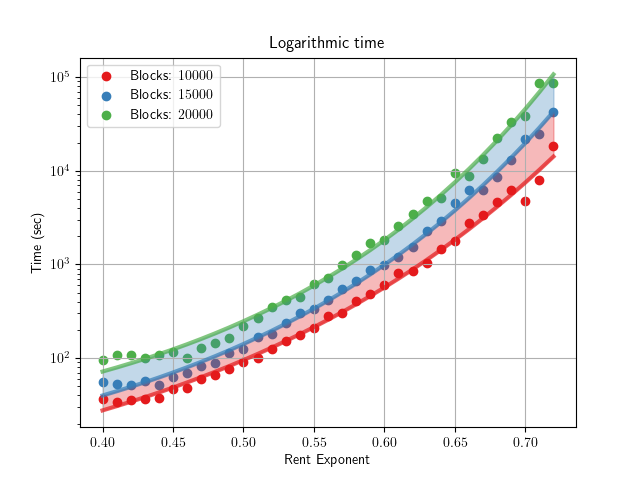 Logarithmic time
Blocks: 10000
Blocks: 15000
Blocks: 20000
10^5
10^4
10^3
10^2
Time (sec)
0.40 0.45 0.50 0.55 0.60 0.65 0.70
Rent Exponent